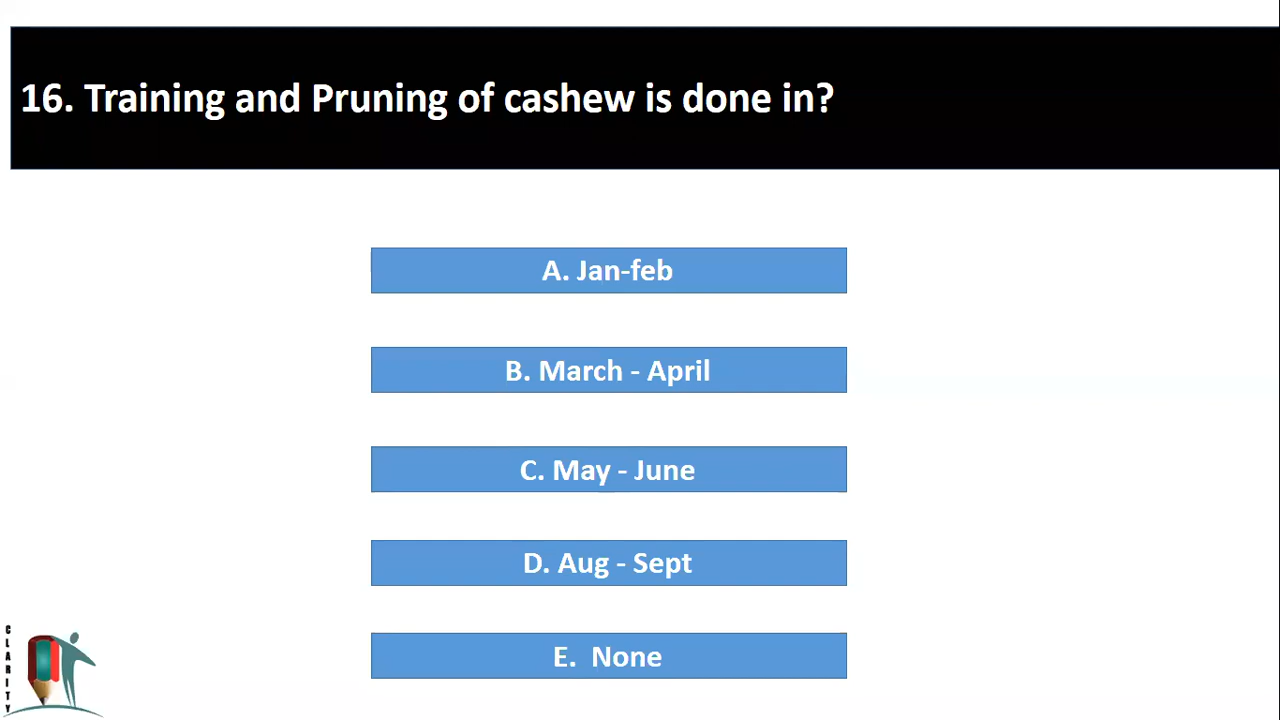 16. Training and Pruning of cashew is done in?
A. Jan-feb
B. March - April
C. May - June
D. Aug - Sept
E. None
CLARITY